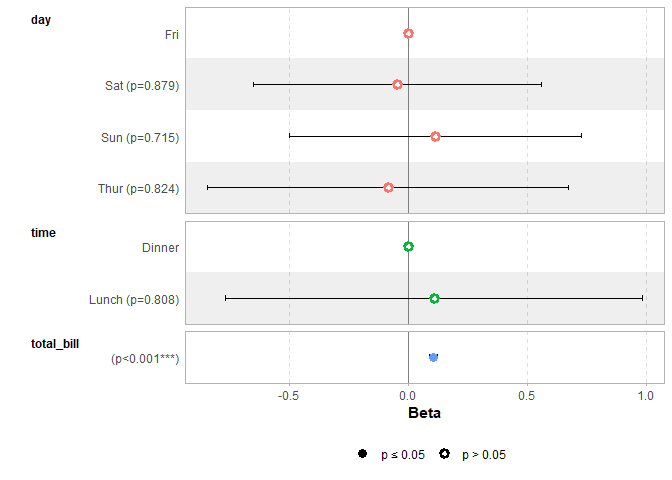 day
Fri
Sat (p=0.879)
Sun (p=0.715)
Thur (p=0.824)
time
Dinner
Lunch (p=0.808)
total_bill
(p<0.001***)
-0.5 0.0 0.5 1.0
Beta
p ≤ 0.05 p > 0.05